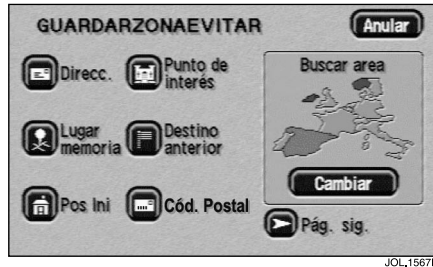 GUARDARZONAEVITAR
Anular
Direcc.
Punto de
interés
Buscar area
Lugar
memoria
Destino
anterior
Cambiar
Pos Ini
Cód. Postal
Pág. sig.
JOL.1567